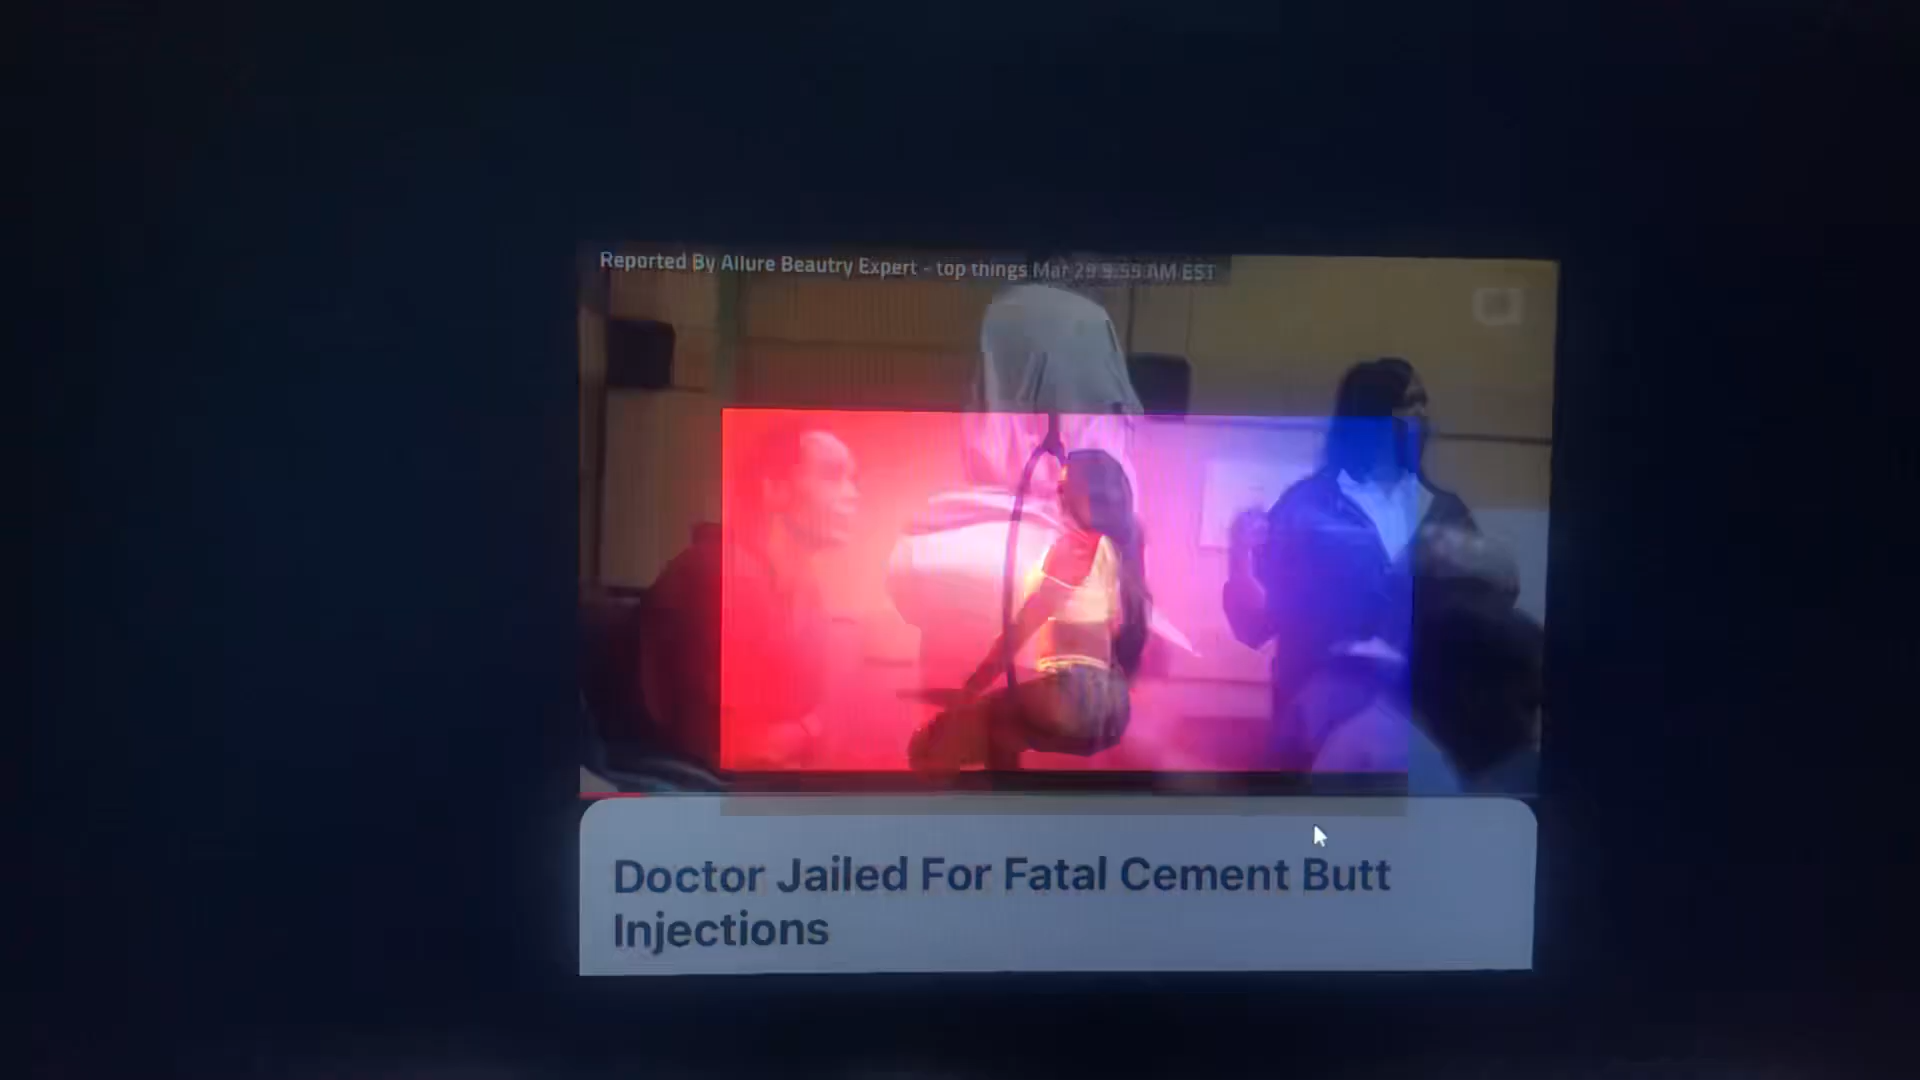 Reported By Allure Beautry Expert - top things Mar 29 9:55 AM EST
Doctor Jailed For Fatal Cement Butt
Injections